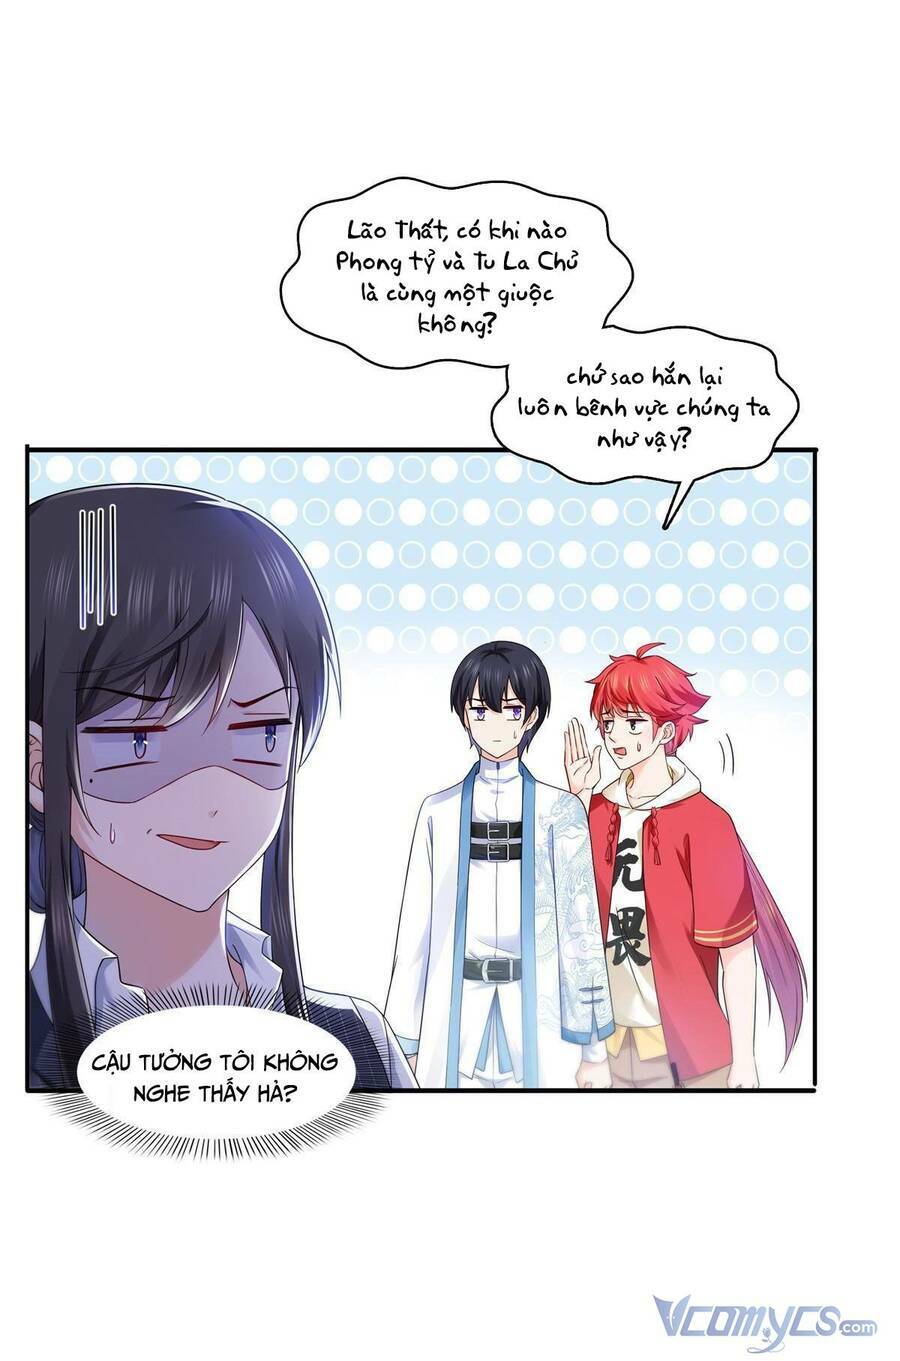 Lão Thất, có khi nào
Phong tỷ và Tu La Chủ
là cùng một giuộc
không?
chứ sao hắn lại
luôn bênh vực chúng ta
như vậy?
无
畏
CẬU TƯỞNG TÔI KHÔNG
NGHE THẤY HẢ?
Vcomycs.com